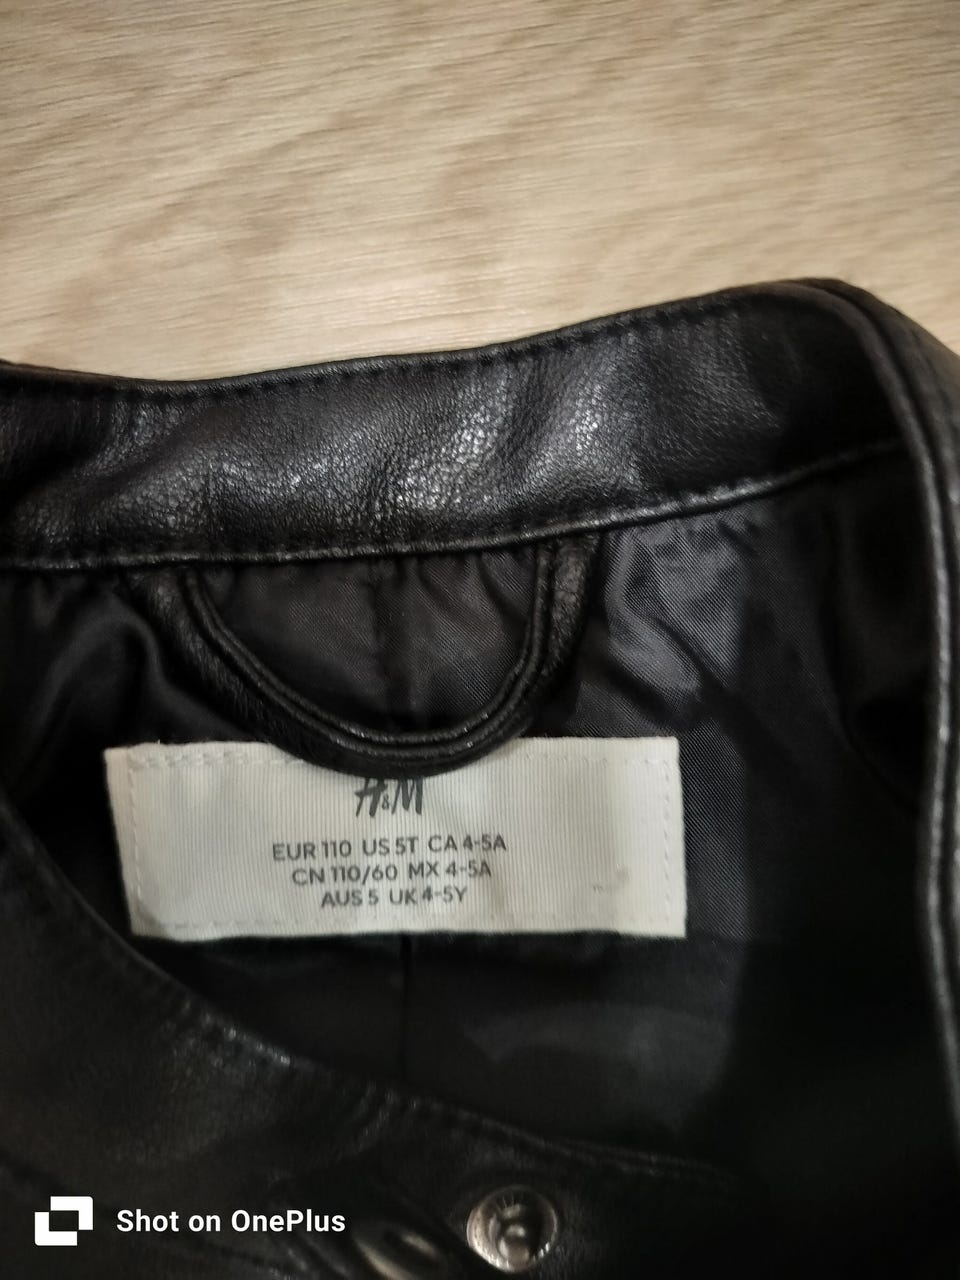 H&M
EUR 110 US 5T CA 4-5A
CN 110/60 MX 4-5A
AUS 5 UK 4-5Y
Shot on OnePlus